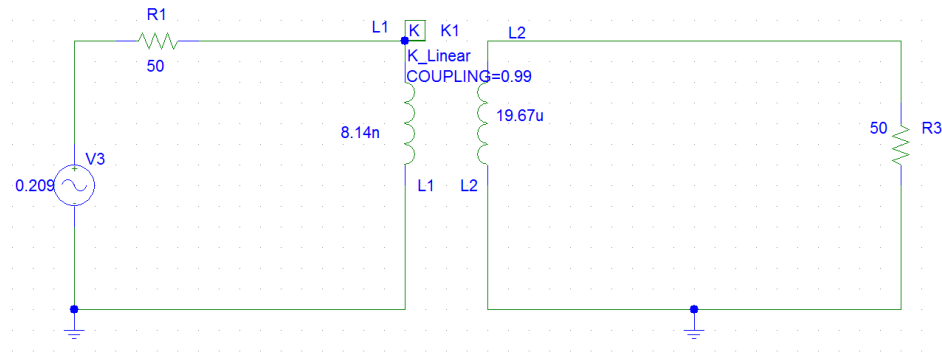 R1
50
L1
K
K1
L2
K_Linear
COUPLING=0.99
8.14n
19.67u
50
R3
V3
+
0.209
-
L1
L2